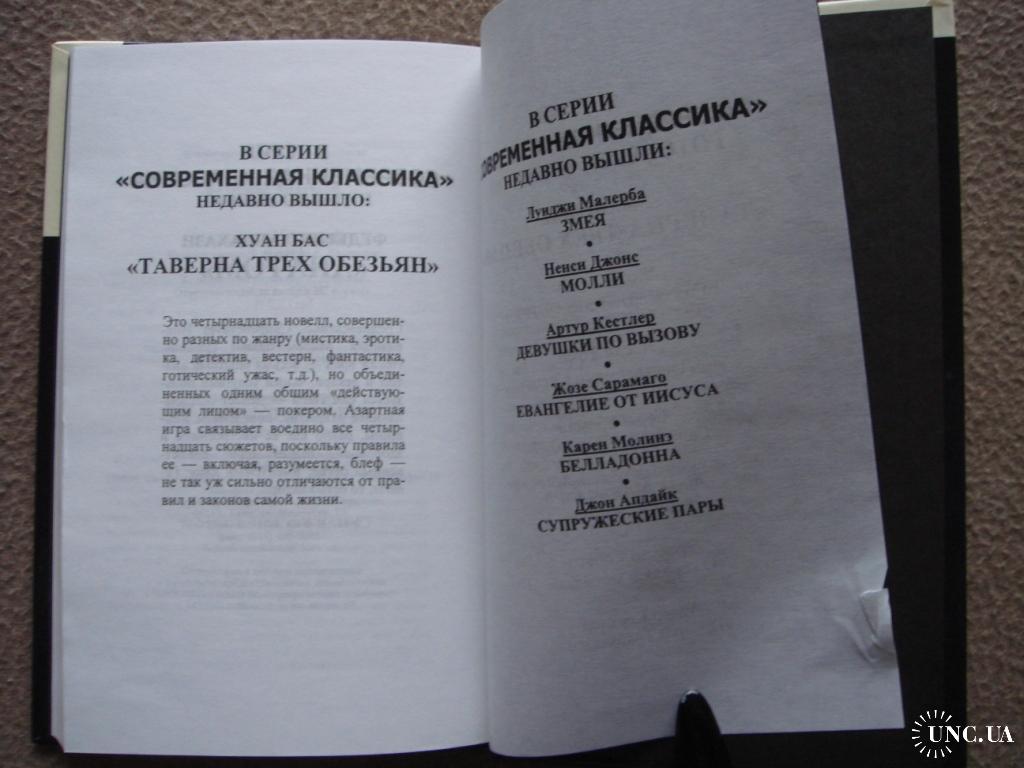 В СЕРИИ
«СОВРЕМЕННАЯ КЛАССИКА»
НЕДАВНО ВЫШЛО:
ХУАН БАС
«ТАВЕРНА ТРЕХ ОБЕЗЬЯН»
Это четырнадцать новелл, совершен-
но разных по жанру (мистика, эроти-
ка, детектив, вестерн, фантастика,
готический ужас, т.д.), но объеди-
ненных одним общим «действую-
щим лицом» — покером. Азартная
игра связывает воедино все четыр-
надцать сюжетов, поскольку правила
ее — включая, разумеется, блеф —
не так уж сильно отличаются от пра-
вил и законов самой жизни.
В СЕРИИ
СОВРЕМЕННАЯ КЛАССИКА»
НЕДАВНО ВЫШЛИ:
Луиджи Малерба
ЗМЕЯ
•
Ненси Джонс
МОЛЛИ
•
Артур Кестлер
ДЕВУШКИ ПО ВЫЗОВУ
•
Жозе Сарамаго
ЕВАНГЕЛИЕ ОТ ИИСУСА
•
Карен Молинз
БЕЛЛАДОННА
•
Джон Апдайк
СУПРУЖЕСКИЕ ПАРЫ
UNC.UA